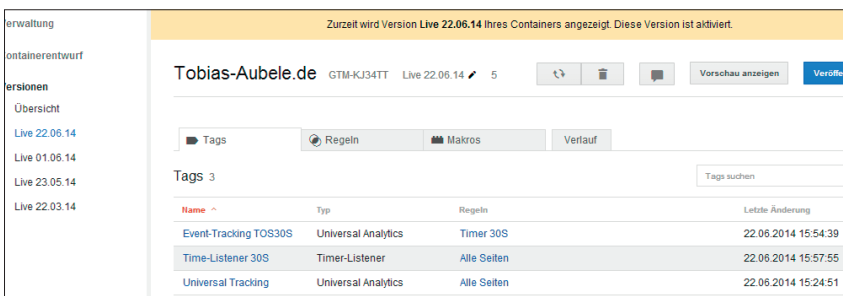 erwaltung
ontainerentwurf
ersionen
Übersicht
Live 22.06.14
Live 01.06.14
Live 23.05.14
Live 22.03.14
Zurzeit wird Version Live 22.06.14 Ihres Containers angezeigt. Diese Version ist aktiviert.
Tobias-Aubele.de GTM-KJ34TT Live 22.06.14 5 Vorschau anzeigen Veröffe
Tags Regeln Makros Verlauf
Tags 3 Tags suchen
Name Typ Regeln Letzte Änderung
Event-Tracking TOS30S Universal Analytics Timer 30S 22.06.2014 15:54:39
Time-Listener 30S Timer-Listener Alle Seiten 22.06.2014 15:57:55
Universal Tracking Universal Analytics Alle Seiten 22.06.2014 15:24:51